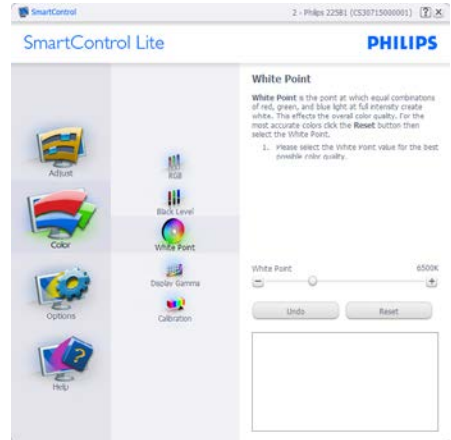 SmartControl
2 - Philips 225B1 (CS30715000001)
SmartControl Lite
PHILIPS
Adjust
Color
Options
Help
RGB
Black Level
White Point
Display Gamma
Calibration
White Point
White Point is the point at which equal combinations
of red, green, and blue light at full intensity create
white. This effects the overall color quality. For the
most accurate colors click the Reset button then
select the White Point.
1. Please select the White Point value for the best
possible color quality.
White Point 6500K
Undo
Reset